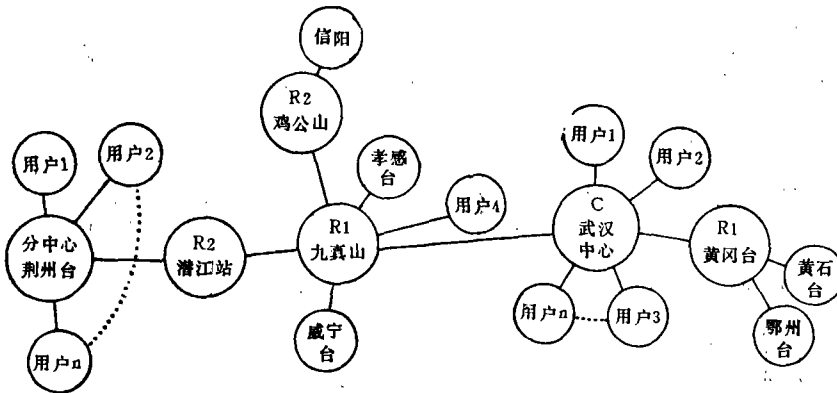 信阳
R2
鸡公山
用户1
用户2
孝感
台
用户4
用户1
用户2
分中心
荆州台
R2
潜江站
R1
九真山
C
武汉
中心
R1
黄冈台
黄石
台
用户n
威宁
台
用户n
用户3
鄂州
台